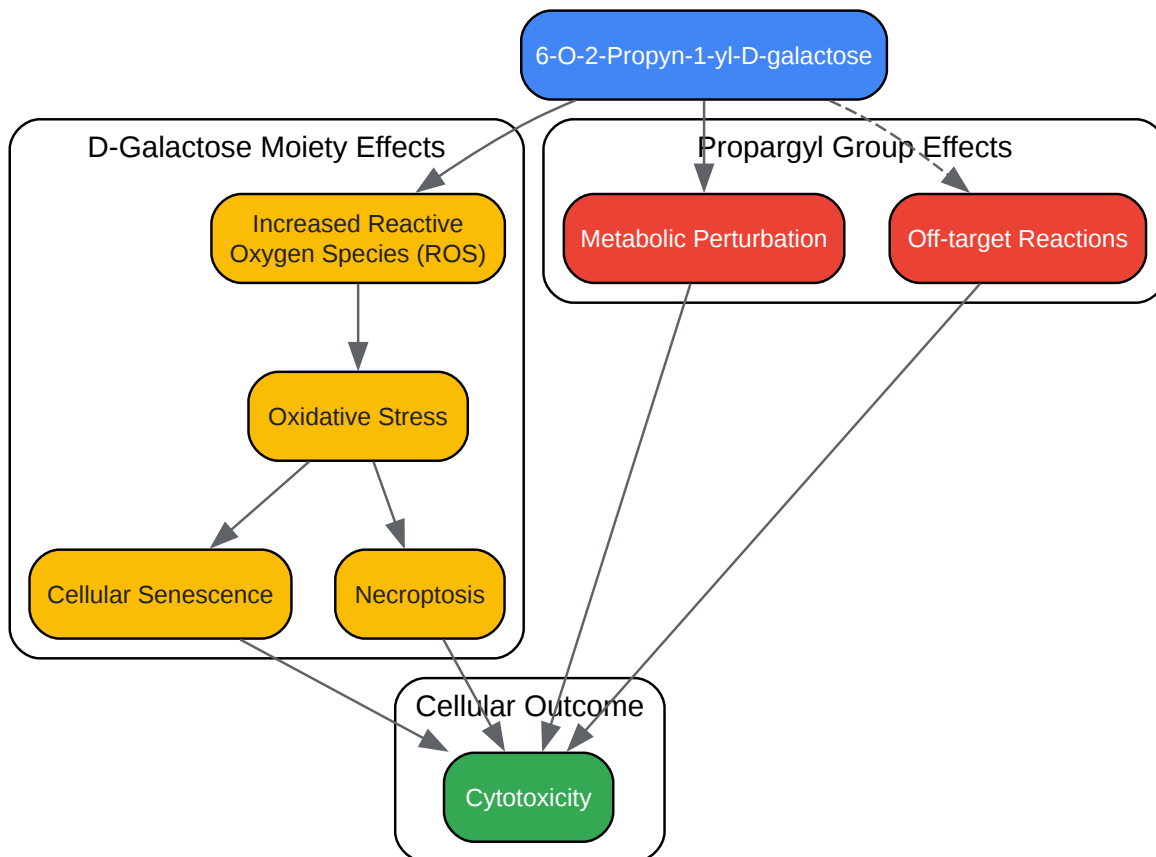 6-O-2-Propyn-1-yl-D-galactose
D-Galactose Moiety Effects
Propargyl Group Effects
Increased Reactive
Oxygen Species (ROS)
Metabolic Perturbation
Off-target Reactions
Oxidative Stress
Cellular Senescence
Necroptosis
Cellular Outcome
Cytotoxicity